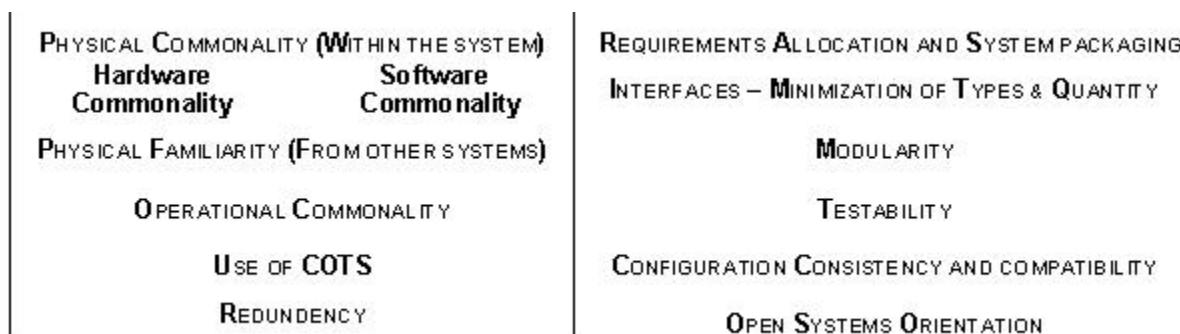 PHYSICAL COMMONALITY (WITHIN THE SYSTEM)
Hardware Software
Commonality Commonality
PHYSICAL FAMILIARITY (FROM OTHER SYSTEMS)
OPERATIONAL COMMONALITY
USE OF COTS
REDUNDENCY
REQUIREMENTS ALLOCATION AND SYSTEM PACKAGING
INTERFACES – MINIMIZATION OF TYPES & QUANTITY
MODULARITY
TESTABILITY
CONFIGURATION CONSISTENCY AND COMPATIBILITY
OPEN SYSTEMS ORIENTATION